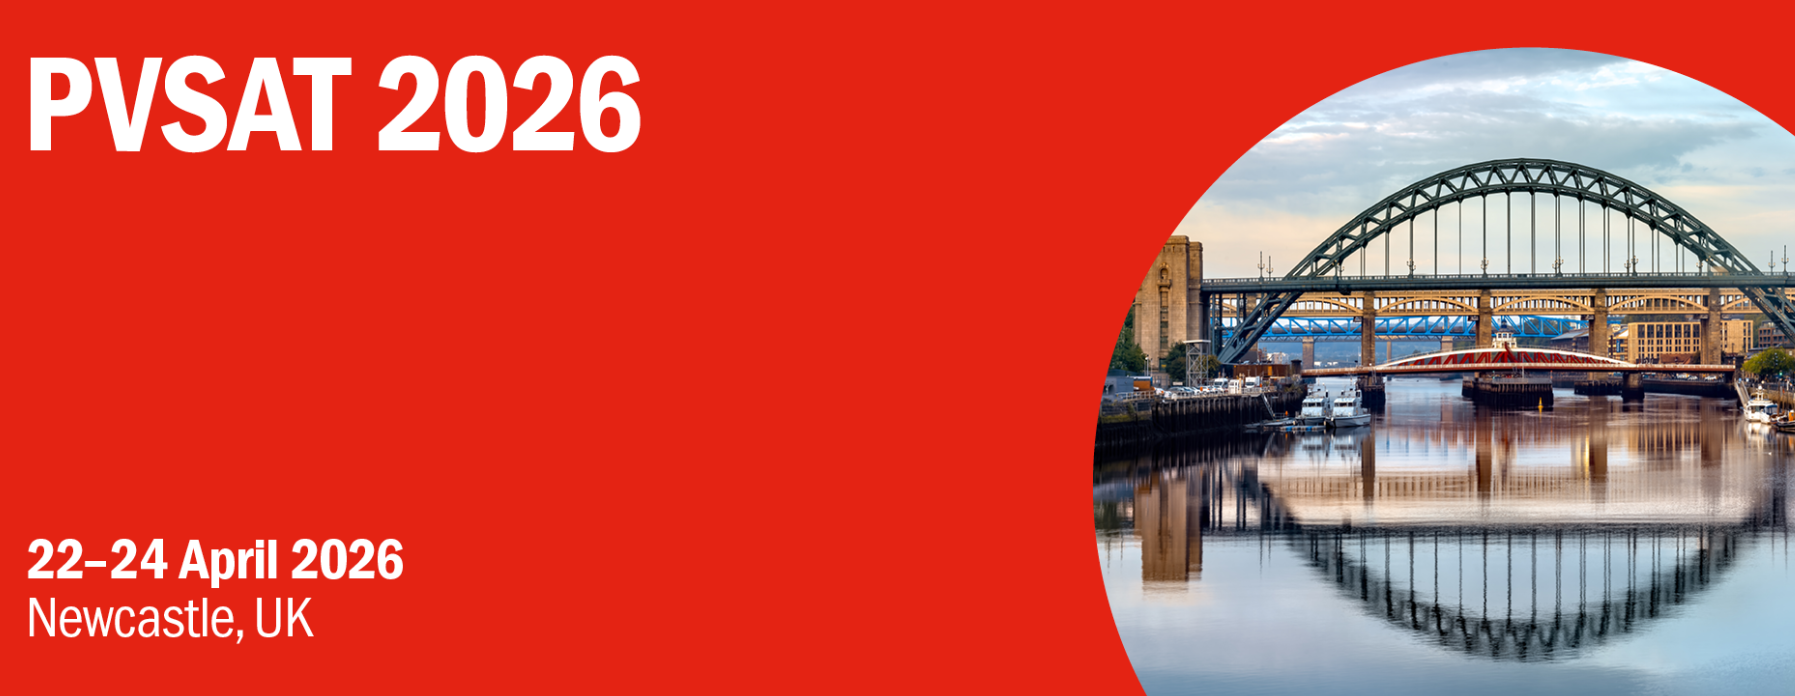 PVSAT 2026
22–24 April 2026
Newcastle, UK